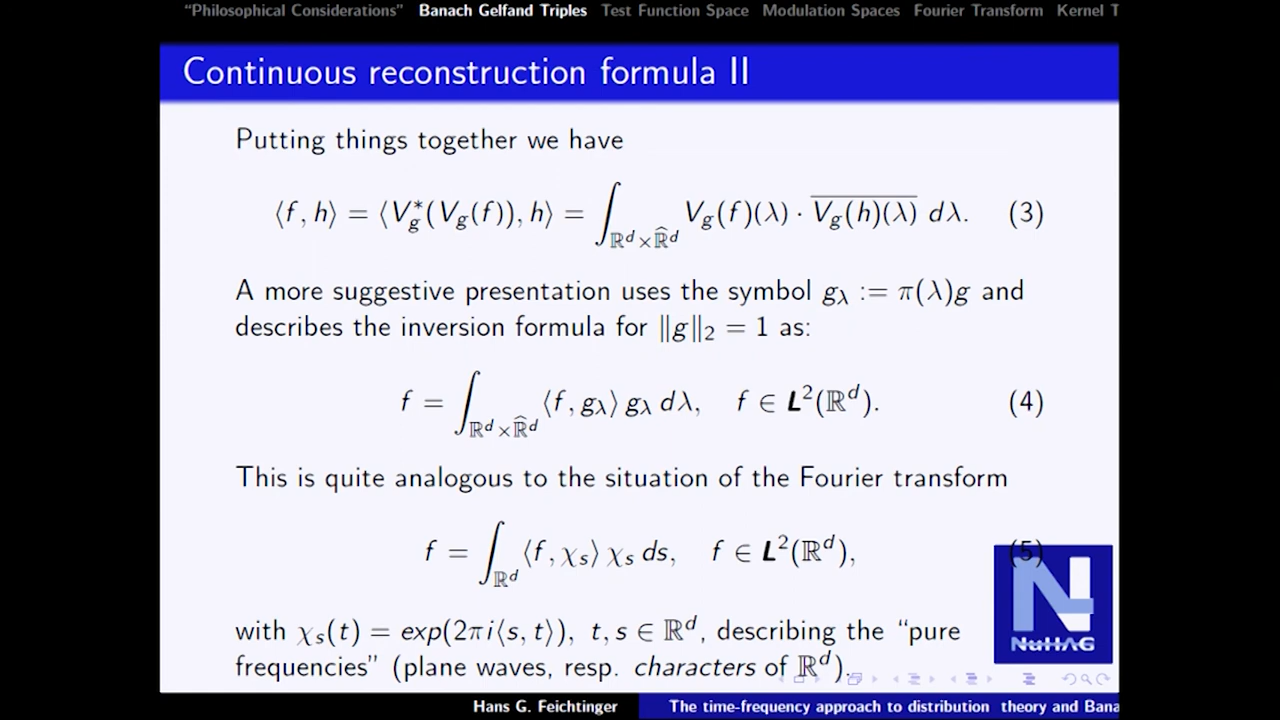 “Philosophical Considerations” Banach Gelfand Triples Test Function Space Modulation Spaces Fourier Transform Kernel T
Continuous reconstruction formula II
Putting things together we have
⟨f, h⟩ = ⟨V_g^*(V_g(f)), h⟩ = ∫_{ℝ^d×ℝ̂^d} V_g(f)(λ) · \overline{V_g(h)(λ)} dλ. (3)
A more suggestive presentation uses the symbol g_λ := π(λ)g and
describes the inversion formula for ‖g‖_2 = 1 as:
f = ∫_{ℝ^d×ℝ̂^d} ⟨f, g_λ⟩ g_λ dλ, f ∈ L^2(ℝ^d). (4)
This is quite analogous to the situation of the Fourier transform
f = ∫_{ℝ^d} ⟨f, χ_s⟩ χ_s ds, f ∈ L^2(ℝ^d), (5)
with χ_s(t) = exp(2πi⟨s, t⟩), t, s ∈ ℝ^d, describing the “pure
frequencies” (plane waves, resp. characters of ℝ^d).
NuHAG
Hans G. Feichtinger The time-frequency approach to distribution theory and Bana